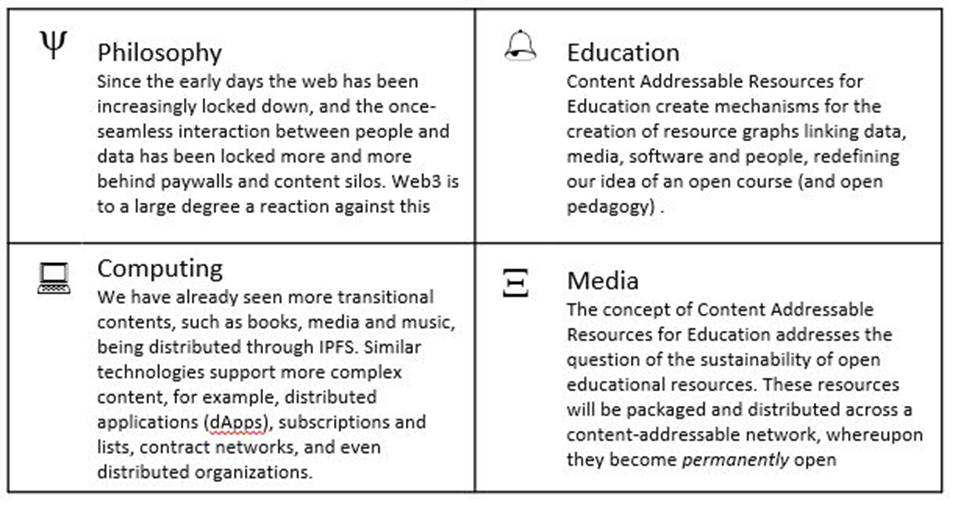 Ψ Philosophy
Since the early days the web has been
increasingly locked down, and the once-
seamless interaction between people and
data has been locked more and more
behind paywalls and content silos. Web3 is
to a large degree a reaction against this
Education
Content Addressable Resources for
Education create mechanisms for the
creation of resource graphs linking data,
media, software and people, redefining
our idea of an open course (and open
pedagogy) .
Computing
We have already seen more transitional
contents, such as books, media and music,
being distributed through IPFS. Similar
technologies support more complex
content, for example, distributed
applications (dApps), subscriptions and
lists, contract networks, and even
distributed organizations.
Ξ Media
The concept of Content Addressable
Resources for Education addresses the
question of the sustainability of open
educational resources. These resources
will be packaged and distributed across a
content-addressable network, whereupon
they become permanently open